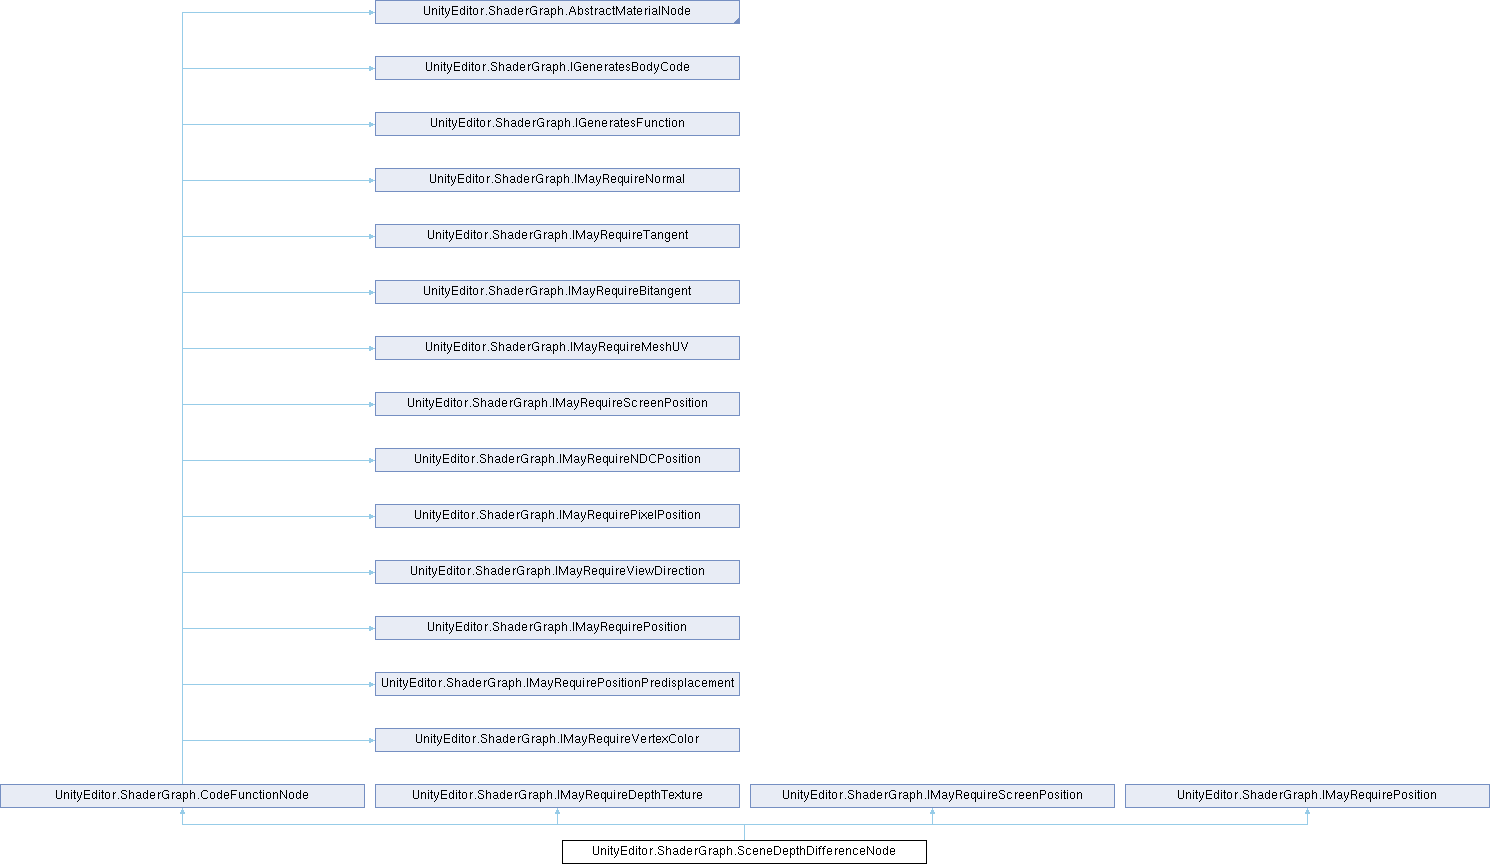 UnityEditor.ShaderGraph.AbstractMaterialNode
UnityEditor.ShaderGraph.IGeneratesBodyCode
UnityEditor.ShaderGraph.IGeneratesFunction
UnityEditor.ShaderGraph.IMayRequireNormal
UnityEditor.ShaderGraph.IMayRequireTangent
UnityEditor.ShaderGraph.IMayRequireBitangent
UnityEditor.ShaderGraph.IMayRequireMeshUV
UnityEditor.ShaderGraph.IMayRequireScreenPosition
UnityEditor.ShaderGraph.IMayRequireNDCPosition
UnityEditor.ShaderGraph.IMayRequirePixelPosition
UnityEditor.ShaderGraph.IMayRequireViewDirection
UnityEditor.ShaderGraph.IMayRequirePosition
UnityEditor.ShaderGraph.IMayRequirePositionPredisplacement
UnityEditor.ShaderGraph.IMayRequireVertexColor
UnityEditor.ShaderGraph.CodeFunctionNode
UnityEditor.ShaderGraph.IMayRequireDepthTexture
UnityEditor.ShaderGraph.IMayRequireScreenPosition
UnityEditor.ShaderGraph.IMayRequirePosition
UnityEditor.ShaderGraph.SceneDepthDifferenceNode